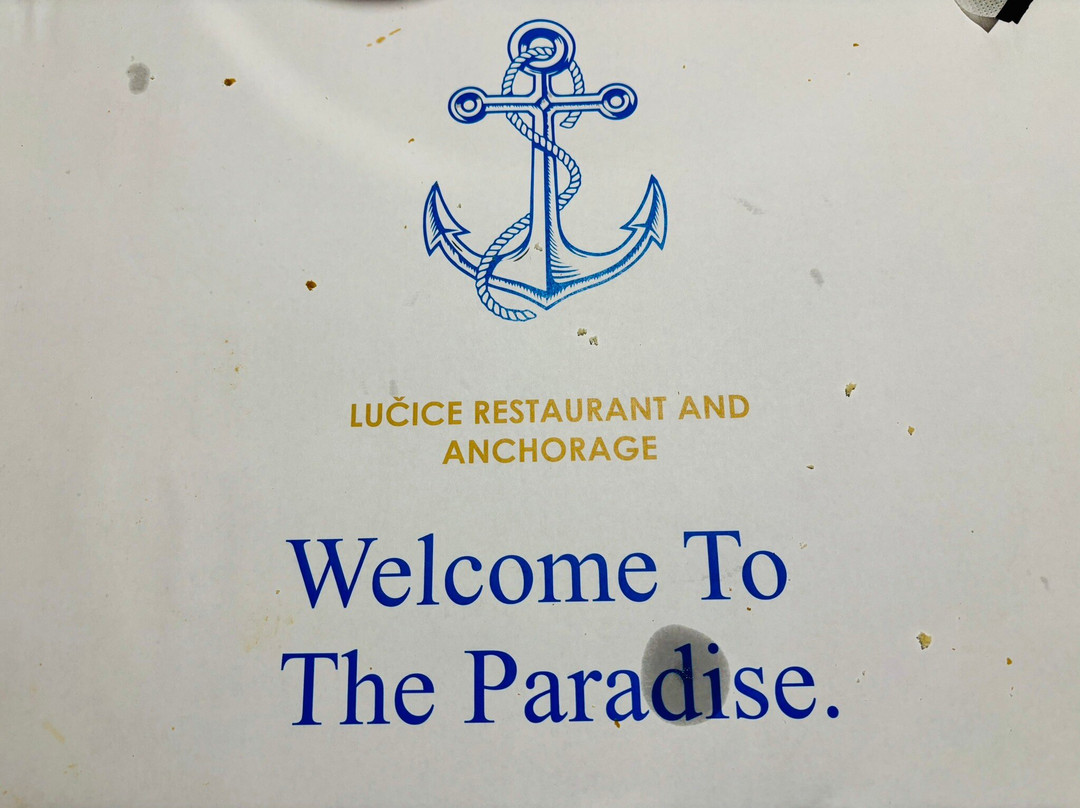 LUČICE RESTAURANT AND
ANCHORAGE
Welcome To
The Paradise.